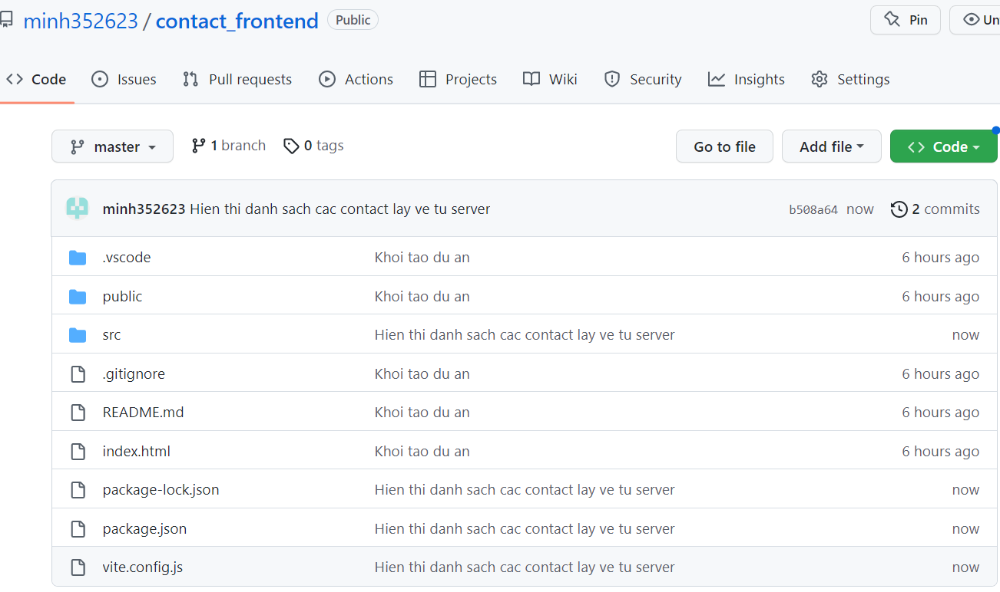 minh352623 / contact_frontend Public Pin Un
Code Issues Pull requests Actions Projects Wiki Security Insights Settings
master 1 branch 0 tags Go to file Add file Code
minh352623 Hien thi danh sach cac contact lay ve tu server b508a64 now 2 commits
.vscode Khoi tao du an 6 hours ago
public Khoi tao du an 6 hours ago
src Hien thi danh sach cac contact lay ve tu server now
.gitignore Khoi tao du an 6 hours ago
README.md Khoi tao du an 6 hours ago
index.html Khoi tao du an 6 hours ago
package-lock.json Hien thi danh sach cac contact lay ve tu server now
package.json Hien thi danh sach cac contact lay ve tu server now
vite.config.js Hien thi danh sach cac contact lay ve tu server now